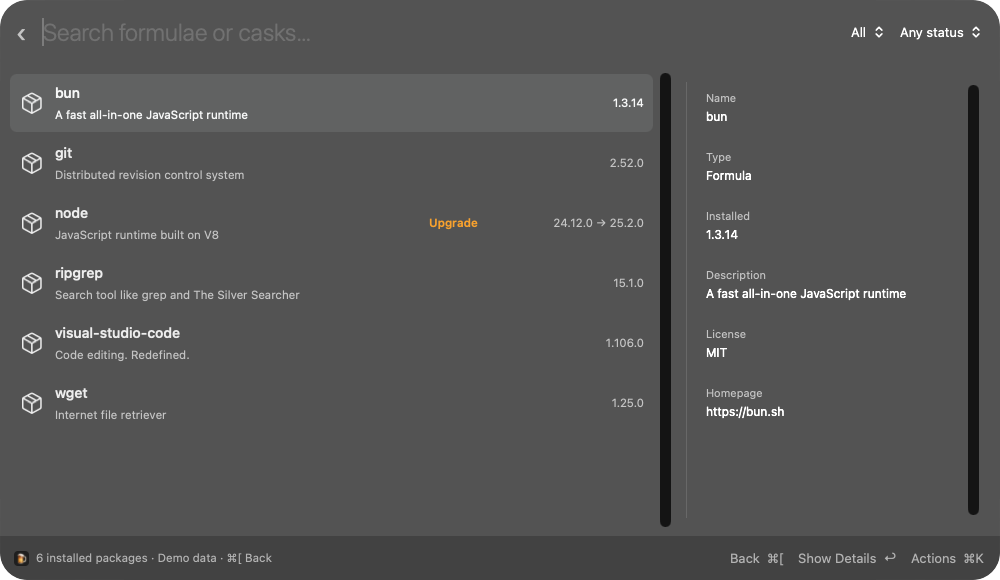 Search formulae or casks...
All
Any status
bun
A fast all-in-one JavaScript runtime
1.3.14
git
Distributed revision control system
2.52.0
node
JavaScript runtime built on V8
Upgrade
24.12.0 → 25.2.0
ripgrep
Search tool like grep and The Silver Searcher
15.1.0
visual-studio-code
Code editing. Redefined.
1.106.0
wget
Internet file retriever
1.25.0
Name
bun
Type
Formula
Installed
1.3.14
Description
A fast all-in-one JavaScript runtime
License
MIT
Homepage
https://bun.sh
6 installed packages · Demo data · ⌘[ Back
Back ⌘[ Show Details ↩ Actions ⌘K